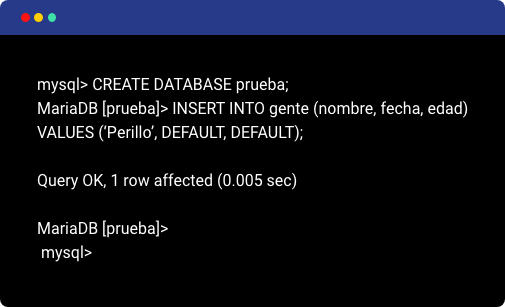 mysql> CREATE DATABASE prueba;
MariaDB [prueba]> INSERT INTO gente (nombre, fecha, edad)
VALUES (‘Perillo’, DEFAULT, DEFAULT);
Query OK, 1 row affected (0.005 sec)
MariaDB [prueba]>
mysql>